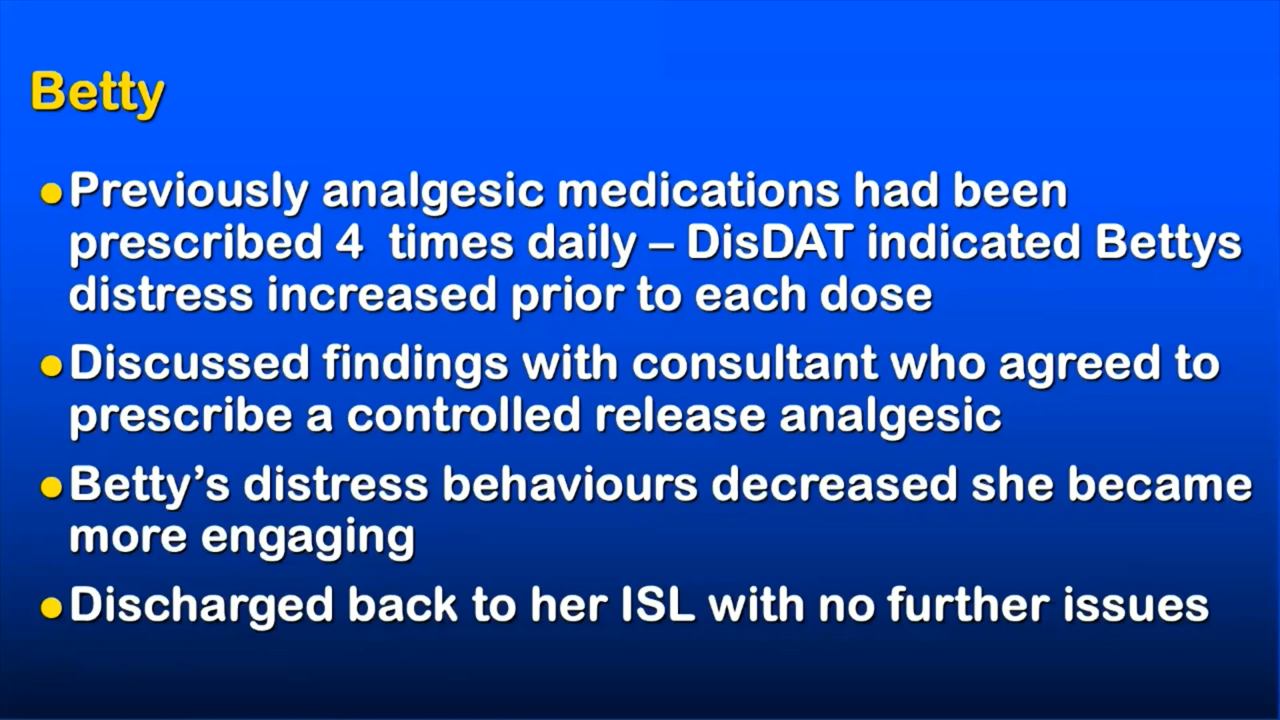 Betty
●Previously analgesic medications had been
prescribed 4  times daily – DisDAT indicated Bettys
distress increased prior to each dose
●Discussed findings with consultant who agreed to
prescribe a controlled release analgesic
●Betty’s distress behaviours decreased she became
more engaging
●Discharged back to her ISL with no further issues